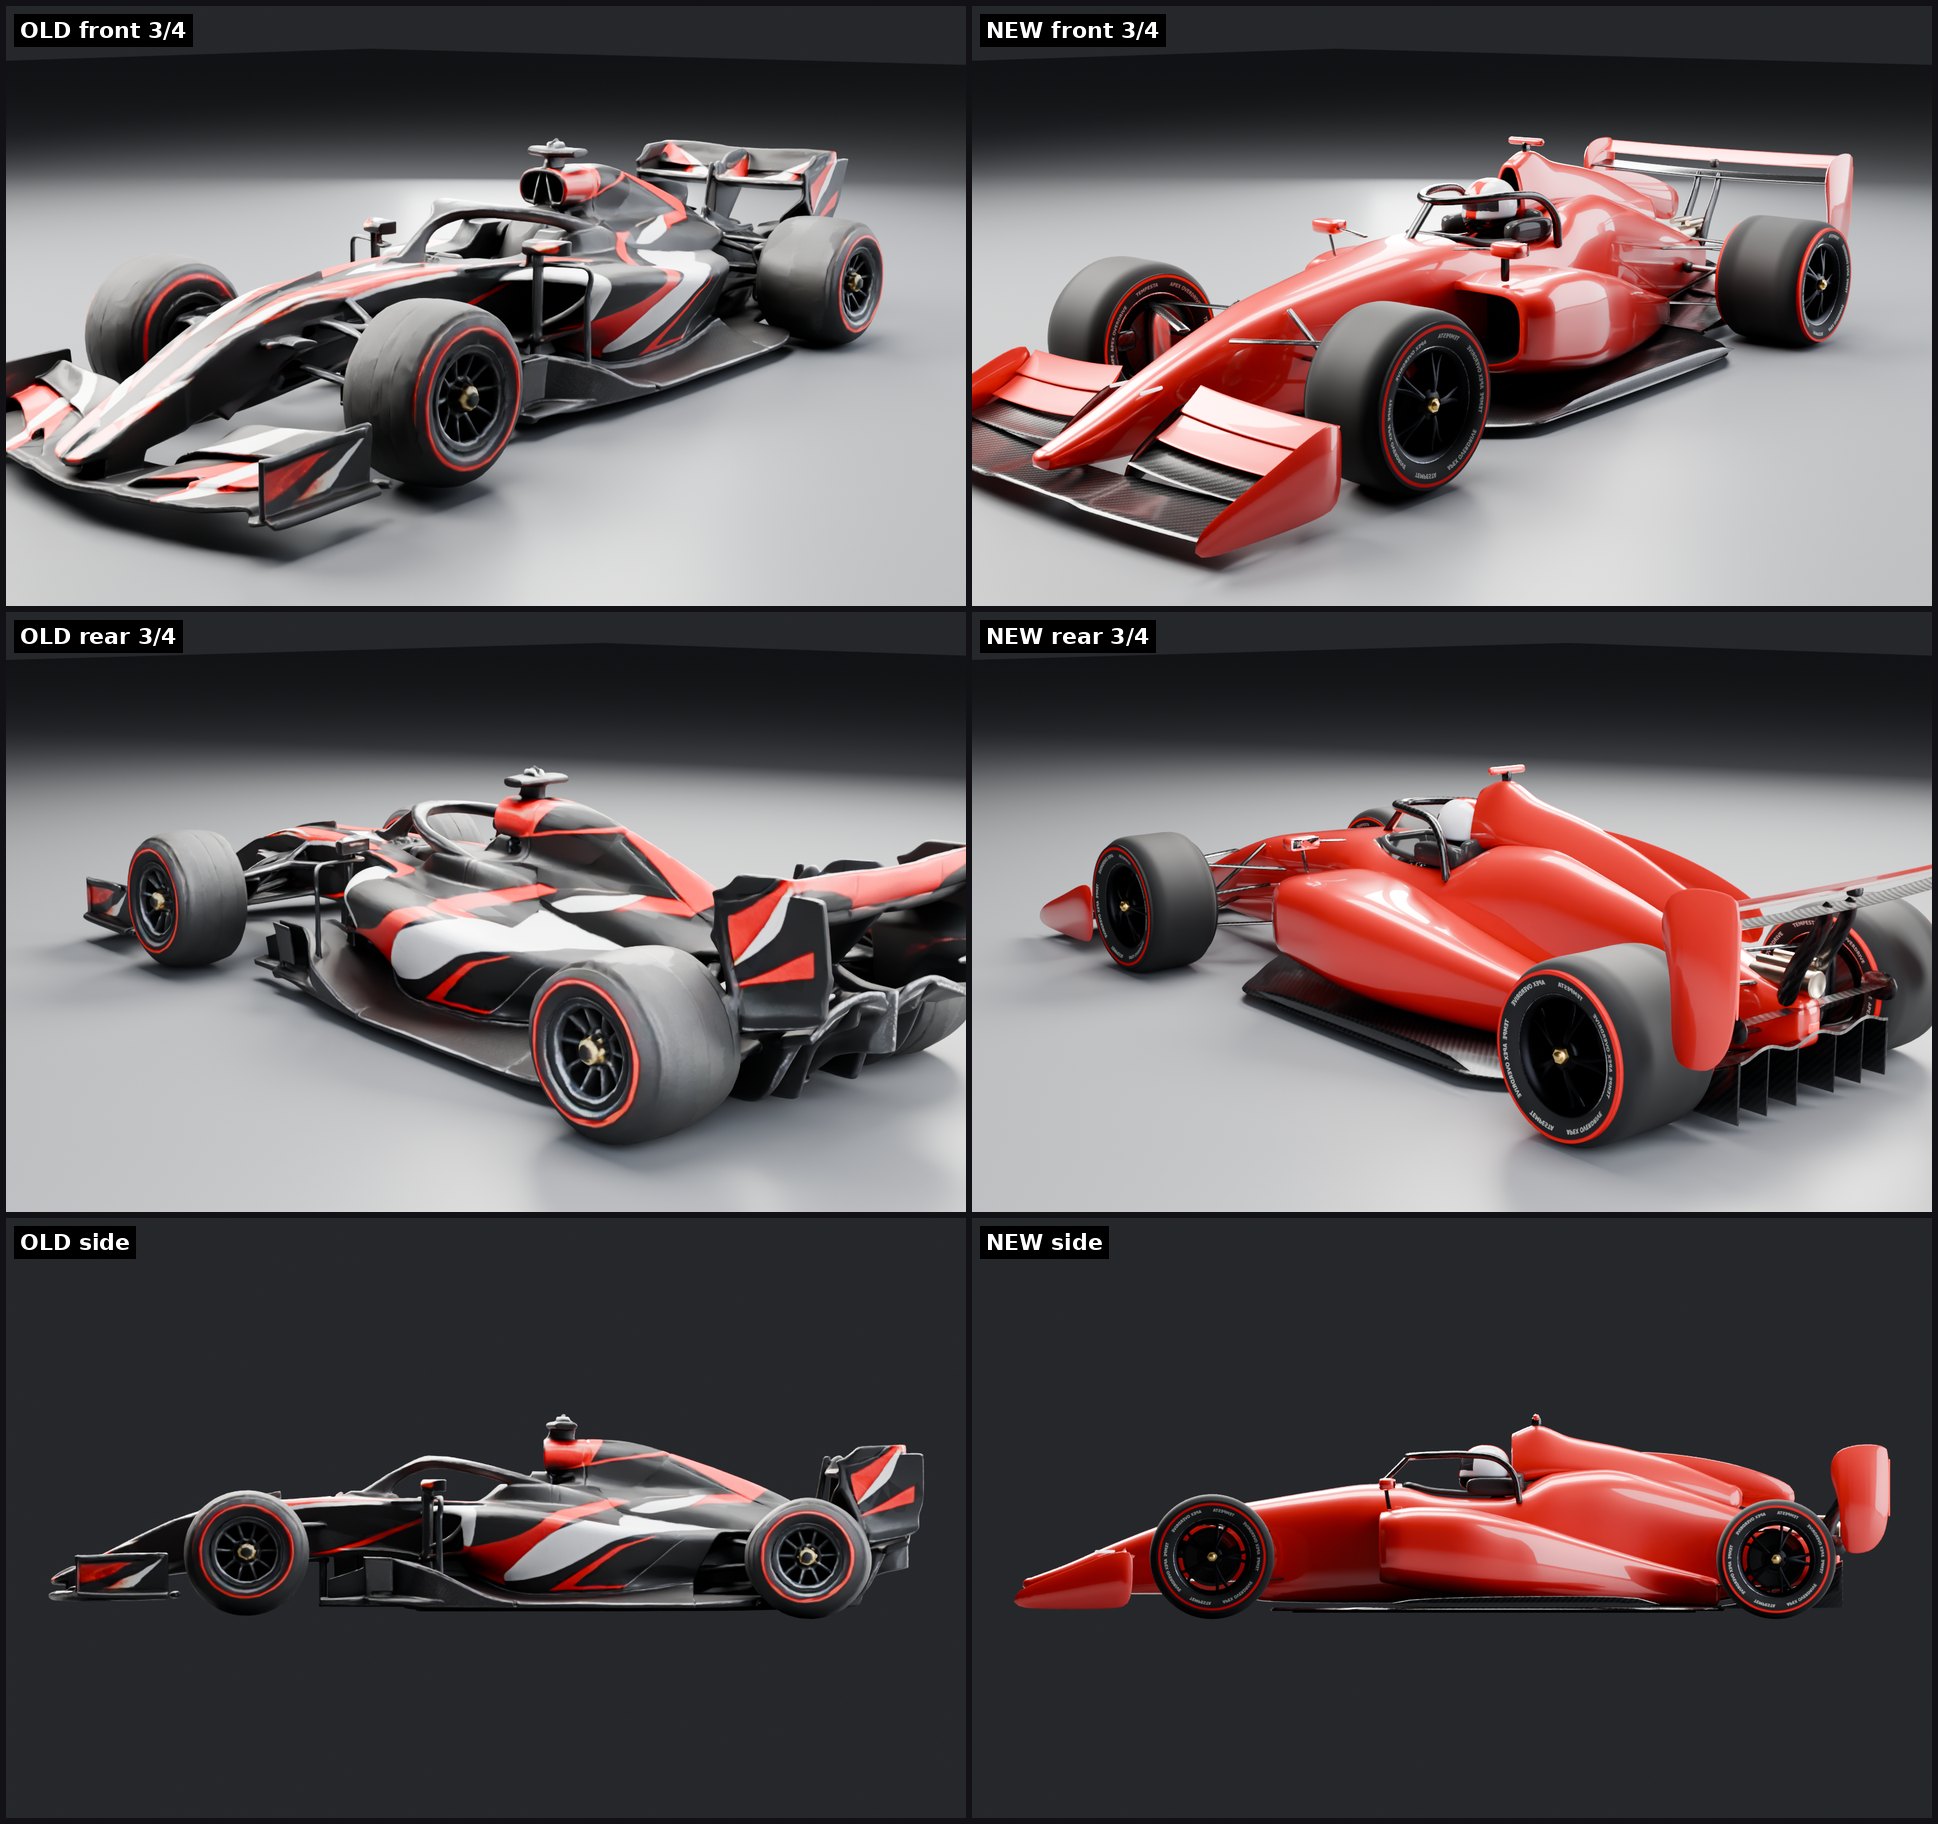 OLD front 3/4
NEW front 3/4
OLD rear 3/4
NEW rear 3/4
OLD side
NEW side